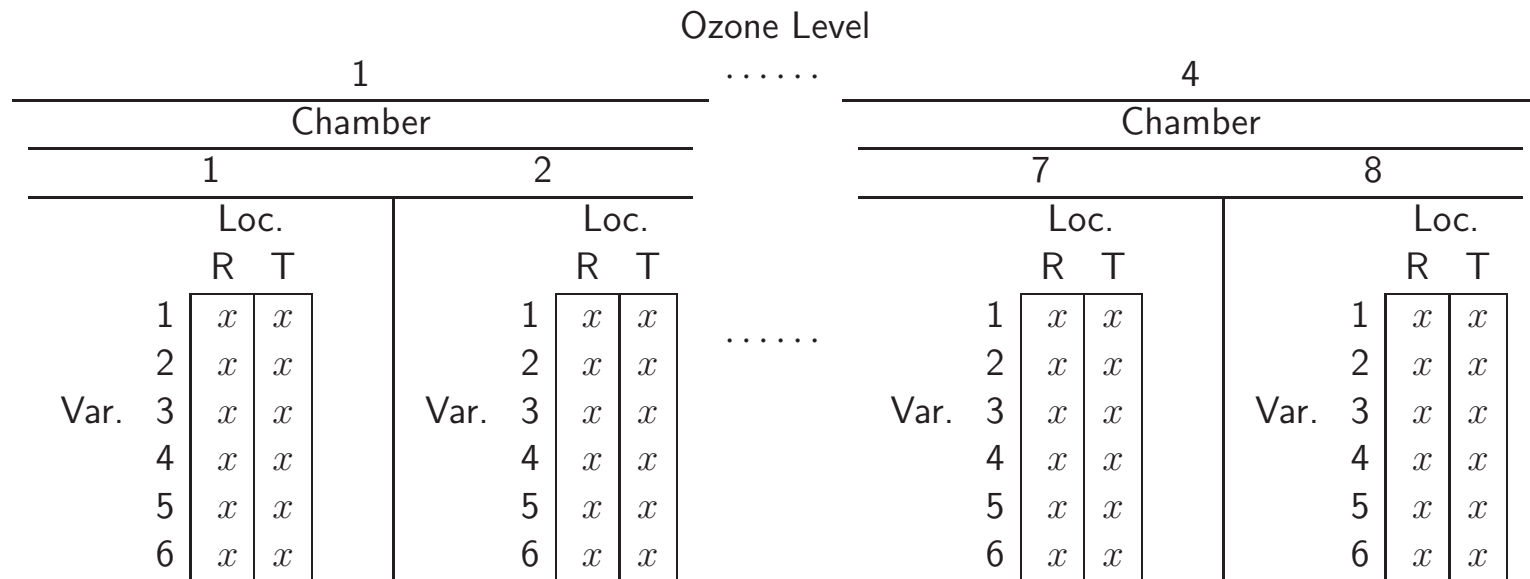 Ozone Level
1 ...... 4
Chamber Chamber
1 2 7 8
Loc. Loc. Loc. Loc.
R T R T R T R T
1 x x 1 x x 1 x x 1 x x
......
2 x x 2 x x 2 x x 2 x x
Var. 3 x x Var. 3 x x Var. 3 x x Var. 3 x x
4 x x 4 x x 4 x x 4 x x
5 x x 5 x x 5 x x 5 x x
6 x x 6 x x 6 x x 6 x x